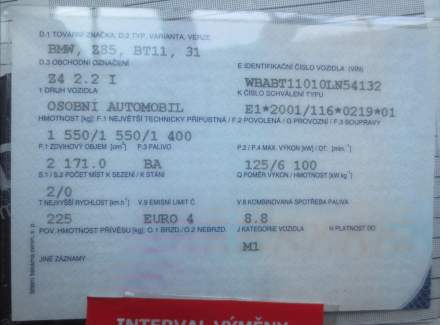 D.1 TOVÁRNÍ ZNAČKA, D.2 TYP, VARIANTA, VERZE
BMW, Z85, BT11, 31
D.3 OBCHODNÍ OZNAČENÍ
E IDENTIFIKAČNÍ ČÍSLO VOZIDLA (VIN)
Z4 2.2 I
WBABT11010LN54132
1 DRUH VOZIDLA
K ČÍSLO SCHVÁLENÍ TYPU
OSOBNÍ AUTOMOBIL
E1*2001/116*0219*01
HMOTNOST [kg]: F.1 NEJVĚTŠÍ TECHNICKY PŘÍPUSTNÁ / F.2 POVOLENÁ / G PROVOZNÍ / F.3 SOUPRAVY
1 550/1 550/1 400
P.1 ZDVIHOVÝ OBJEM [cm³] P.3 PALIVO
P.2 / P.4 MAX. VÝKON [kW] / OT. [min.⁻¹]
2 171.0 BA
125/6 100
S.1 / S.2 POČET MÍST K SEZENÍ / K STÁNÍ
Q POMĚR VÝKON / HMOTNOST [kW.kg⁻¹]
2/0
T NEJVYŠŠÍ RYCHLOST [km.h⁻¹] V.9 EMISNÍ LIMIT Č.
V.8 KOMBINOVANÁ SPOTŘEBA PALIVA
225 EURO 4 8.8
POV. HMOTNOST PŘÍVĚSU [kg]: O.1 BRZD./ O.2 NEBRZD.
J KATEGORIE VOZIDLA
H PLATNOST DO
M1
JINÉ ZÁZNAMY
INTERVAL VÝMĚNY